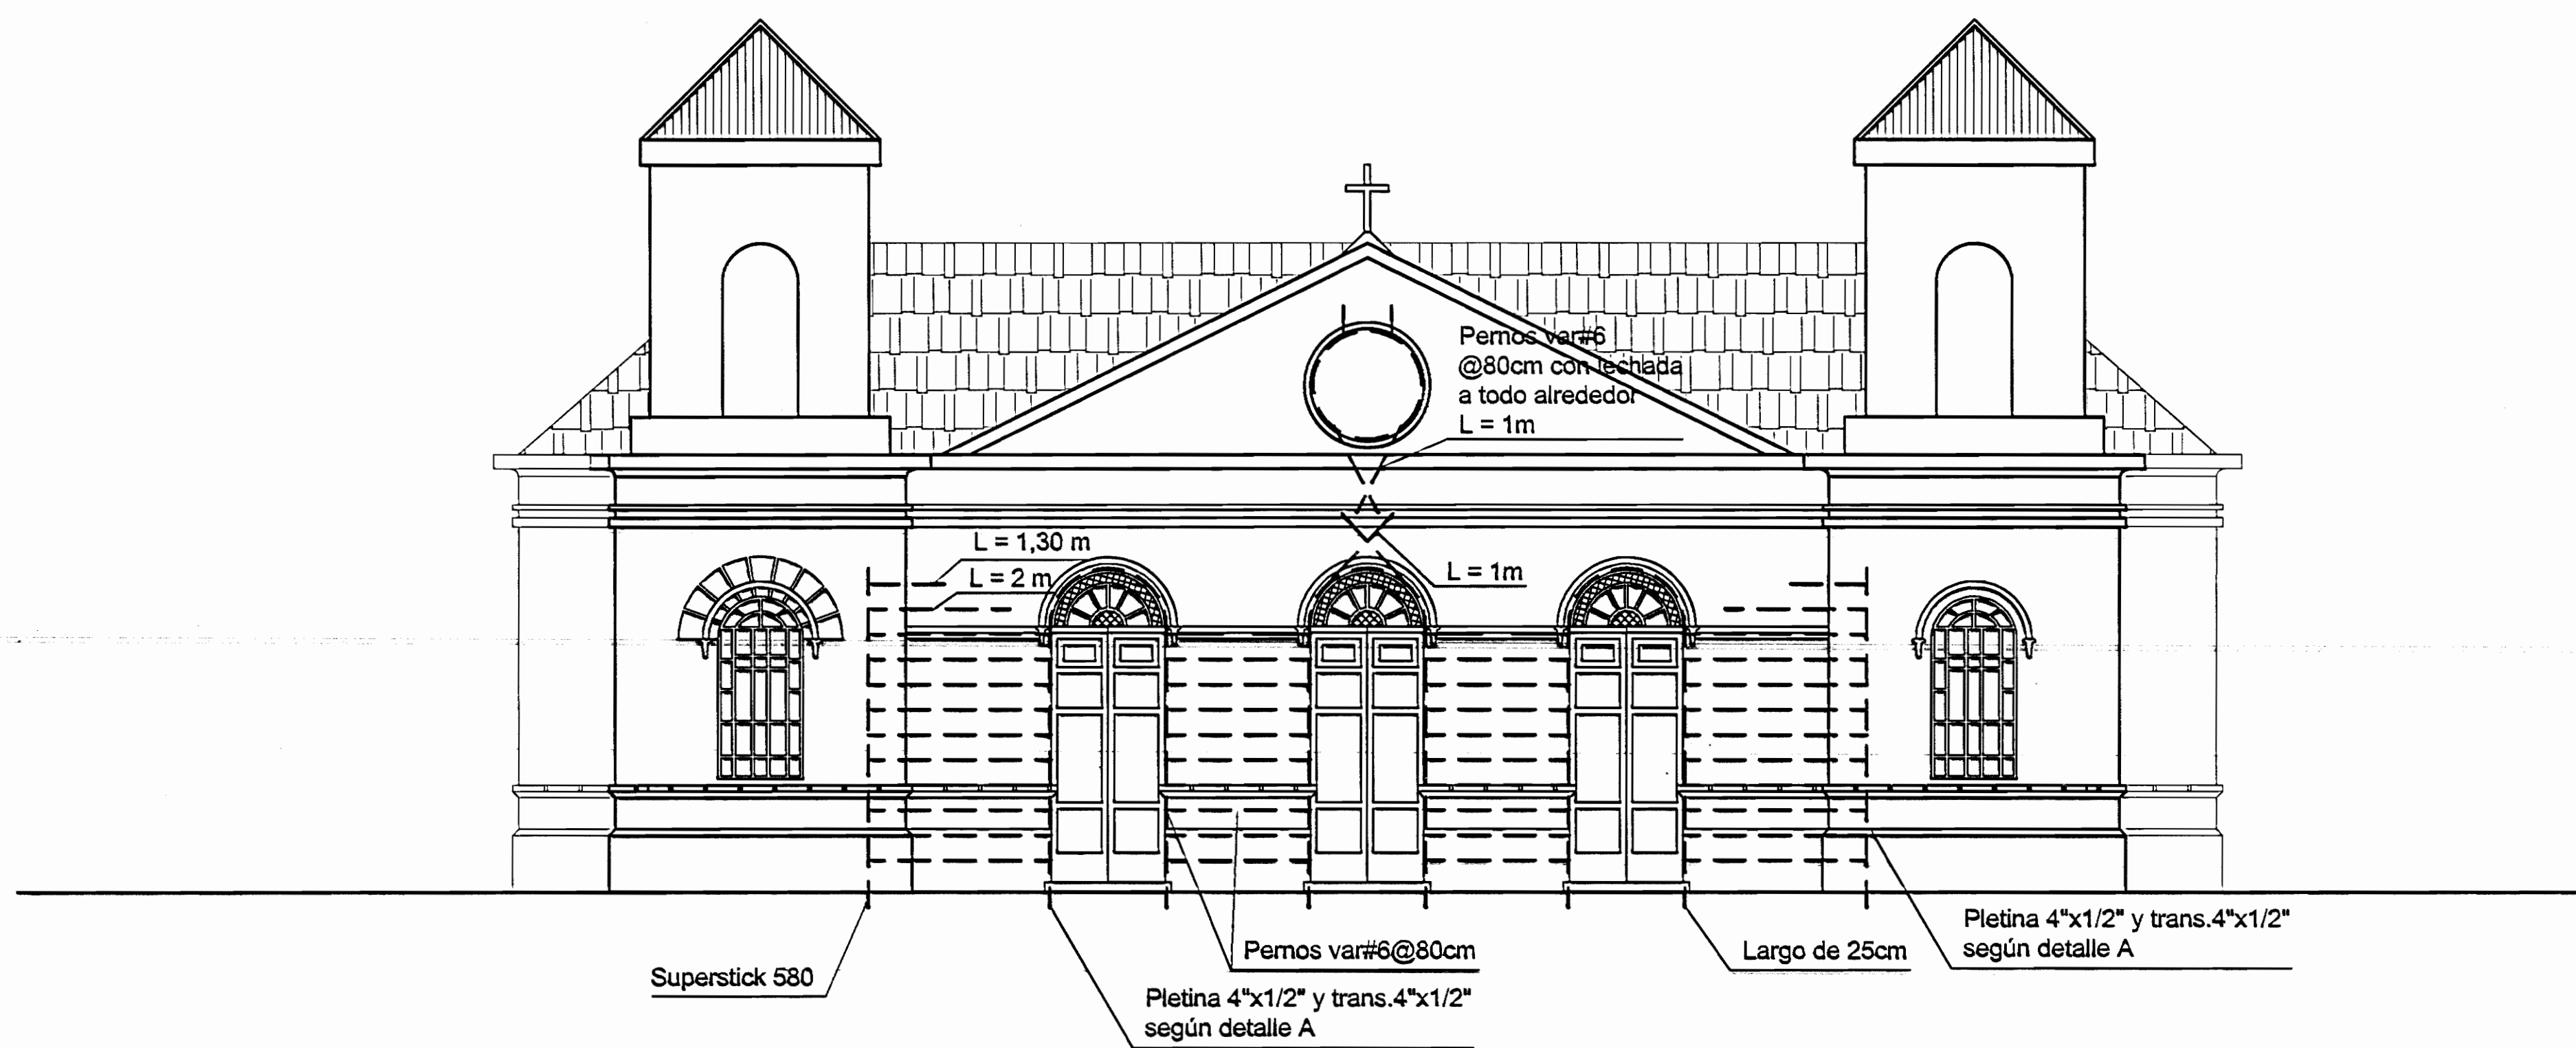 Pernos var#6
@80cm con lechada
a todo alrededor
L = 1m
L = 1,30 m
L = 2 m
L = 1m
Pletina 4"x1/2" y trans.4"x1/2"
según detalle A
Pernos var#6@80cm
Largo de 25cm
Superstick 580
Pletina 4"x1/2" y trans.4"x1/2"
según detalle A